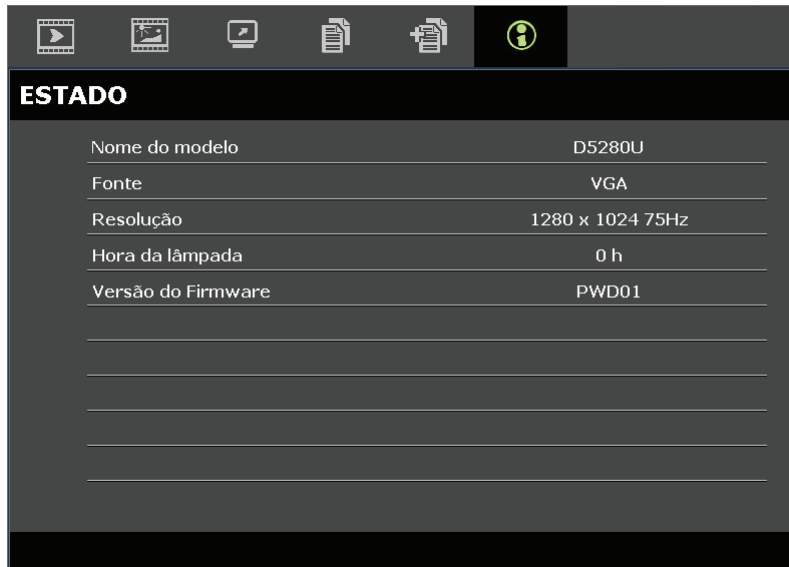 ESTADO
Nome do modelo D5280U
Fonte VGA
Resolução 1280 x 1024 75Hz
Hora da lâmpada 0 h
Versão do Firmware PWD01